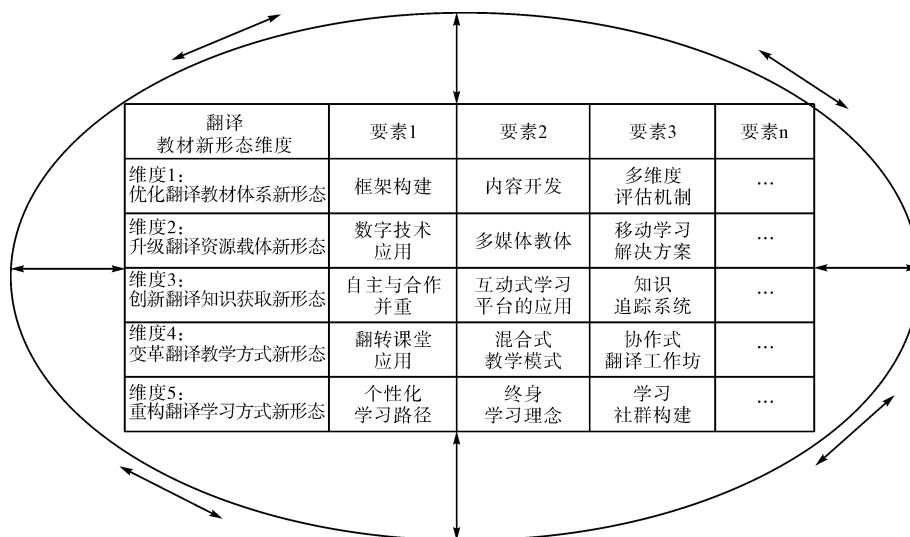 翻译
教材新形态维度
要素1
要素2
要素3
要素n
维度1：
优化翻译教材体系新形态
框架构建
内容开发
多维度
评估机制
…
维度2：
升级翻译资源载体新形态
数字技术
应用
多媒体教体
移动学习
解决方案
…
维度3：
创新翻译知识获取新形态
自主与合作
并重
互动式学习
平台的应用
知识
追踪系统
…
维度4：
变革翻译教学方式新形态
翻转课堂
应用
混合式
教学模式
协作式
翻译工作坊
…
维度5：
重构翻译学习方式新形态
个性化
学习路径
终身
学习理念
学习
社群构建
…